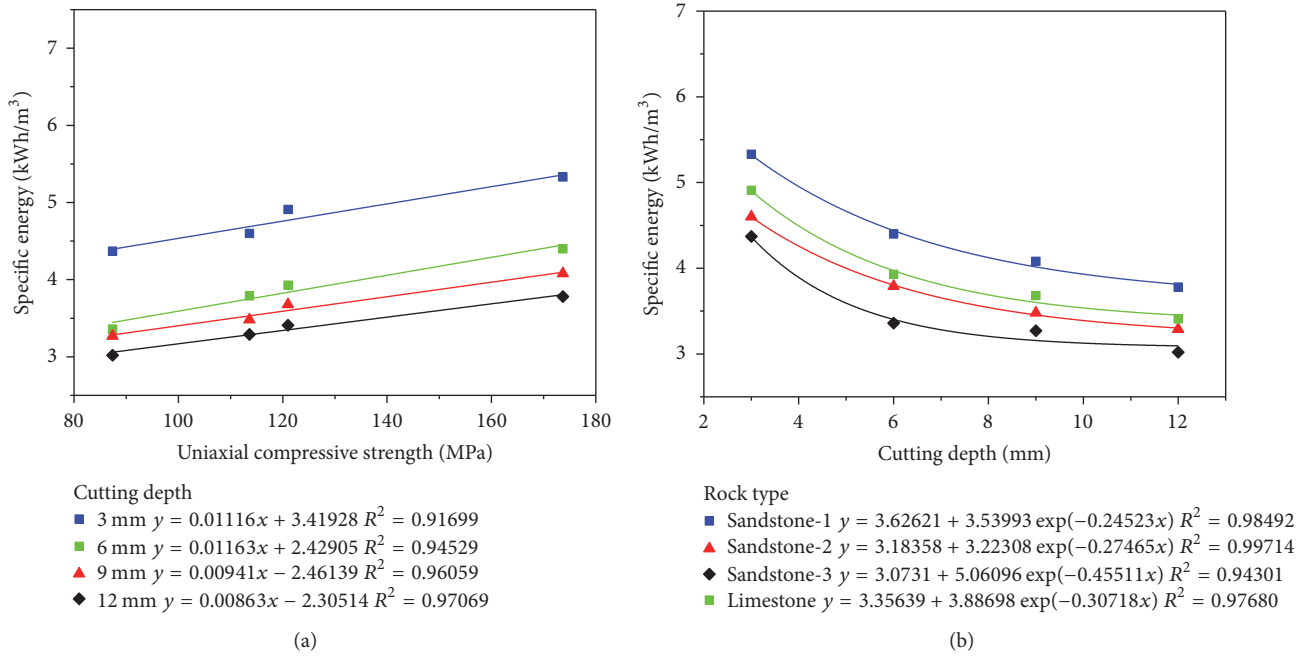 7
6
5
4
3
80
100
120
140
160
180
Specific energy (kWh/m³)
Uniaxial compressive strength (MPa)
Cutting depth
3 mm y = 0.01116x + 3.41928 R² = 0.91699
6 mm y = 0.01163x + 2.42905 R² = 0.94529
9 mm y = 0.00941x − 2.46139 R² = 0.96059
12 mm y = 0.00863x − 2.30514 R² = 0.97069
(a)
7
6
5
4
3
2
4
6
8
10
12
Specific energy (kWh/m³)
Cutting depth (mm)
Rock type
Sandstone-1 y = 3.62621 + 3.53993 exp(−0.24523x) R² = 0.98492
Sandstone-2 y = 3.18358 + 3.22308 exp(−0.27465x) R² = 0.99714
Sandstone-3 y = 3.0731 + 5.06096 exp(−0.45511x) R² = 0.94301
Limestone y = 3.35639 + 3.88698 exp(−0.30718x) R² = 0.97680
(b)